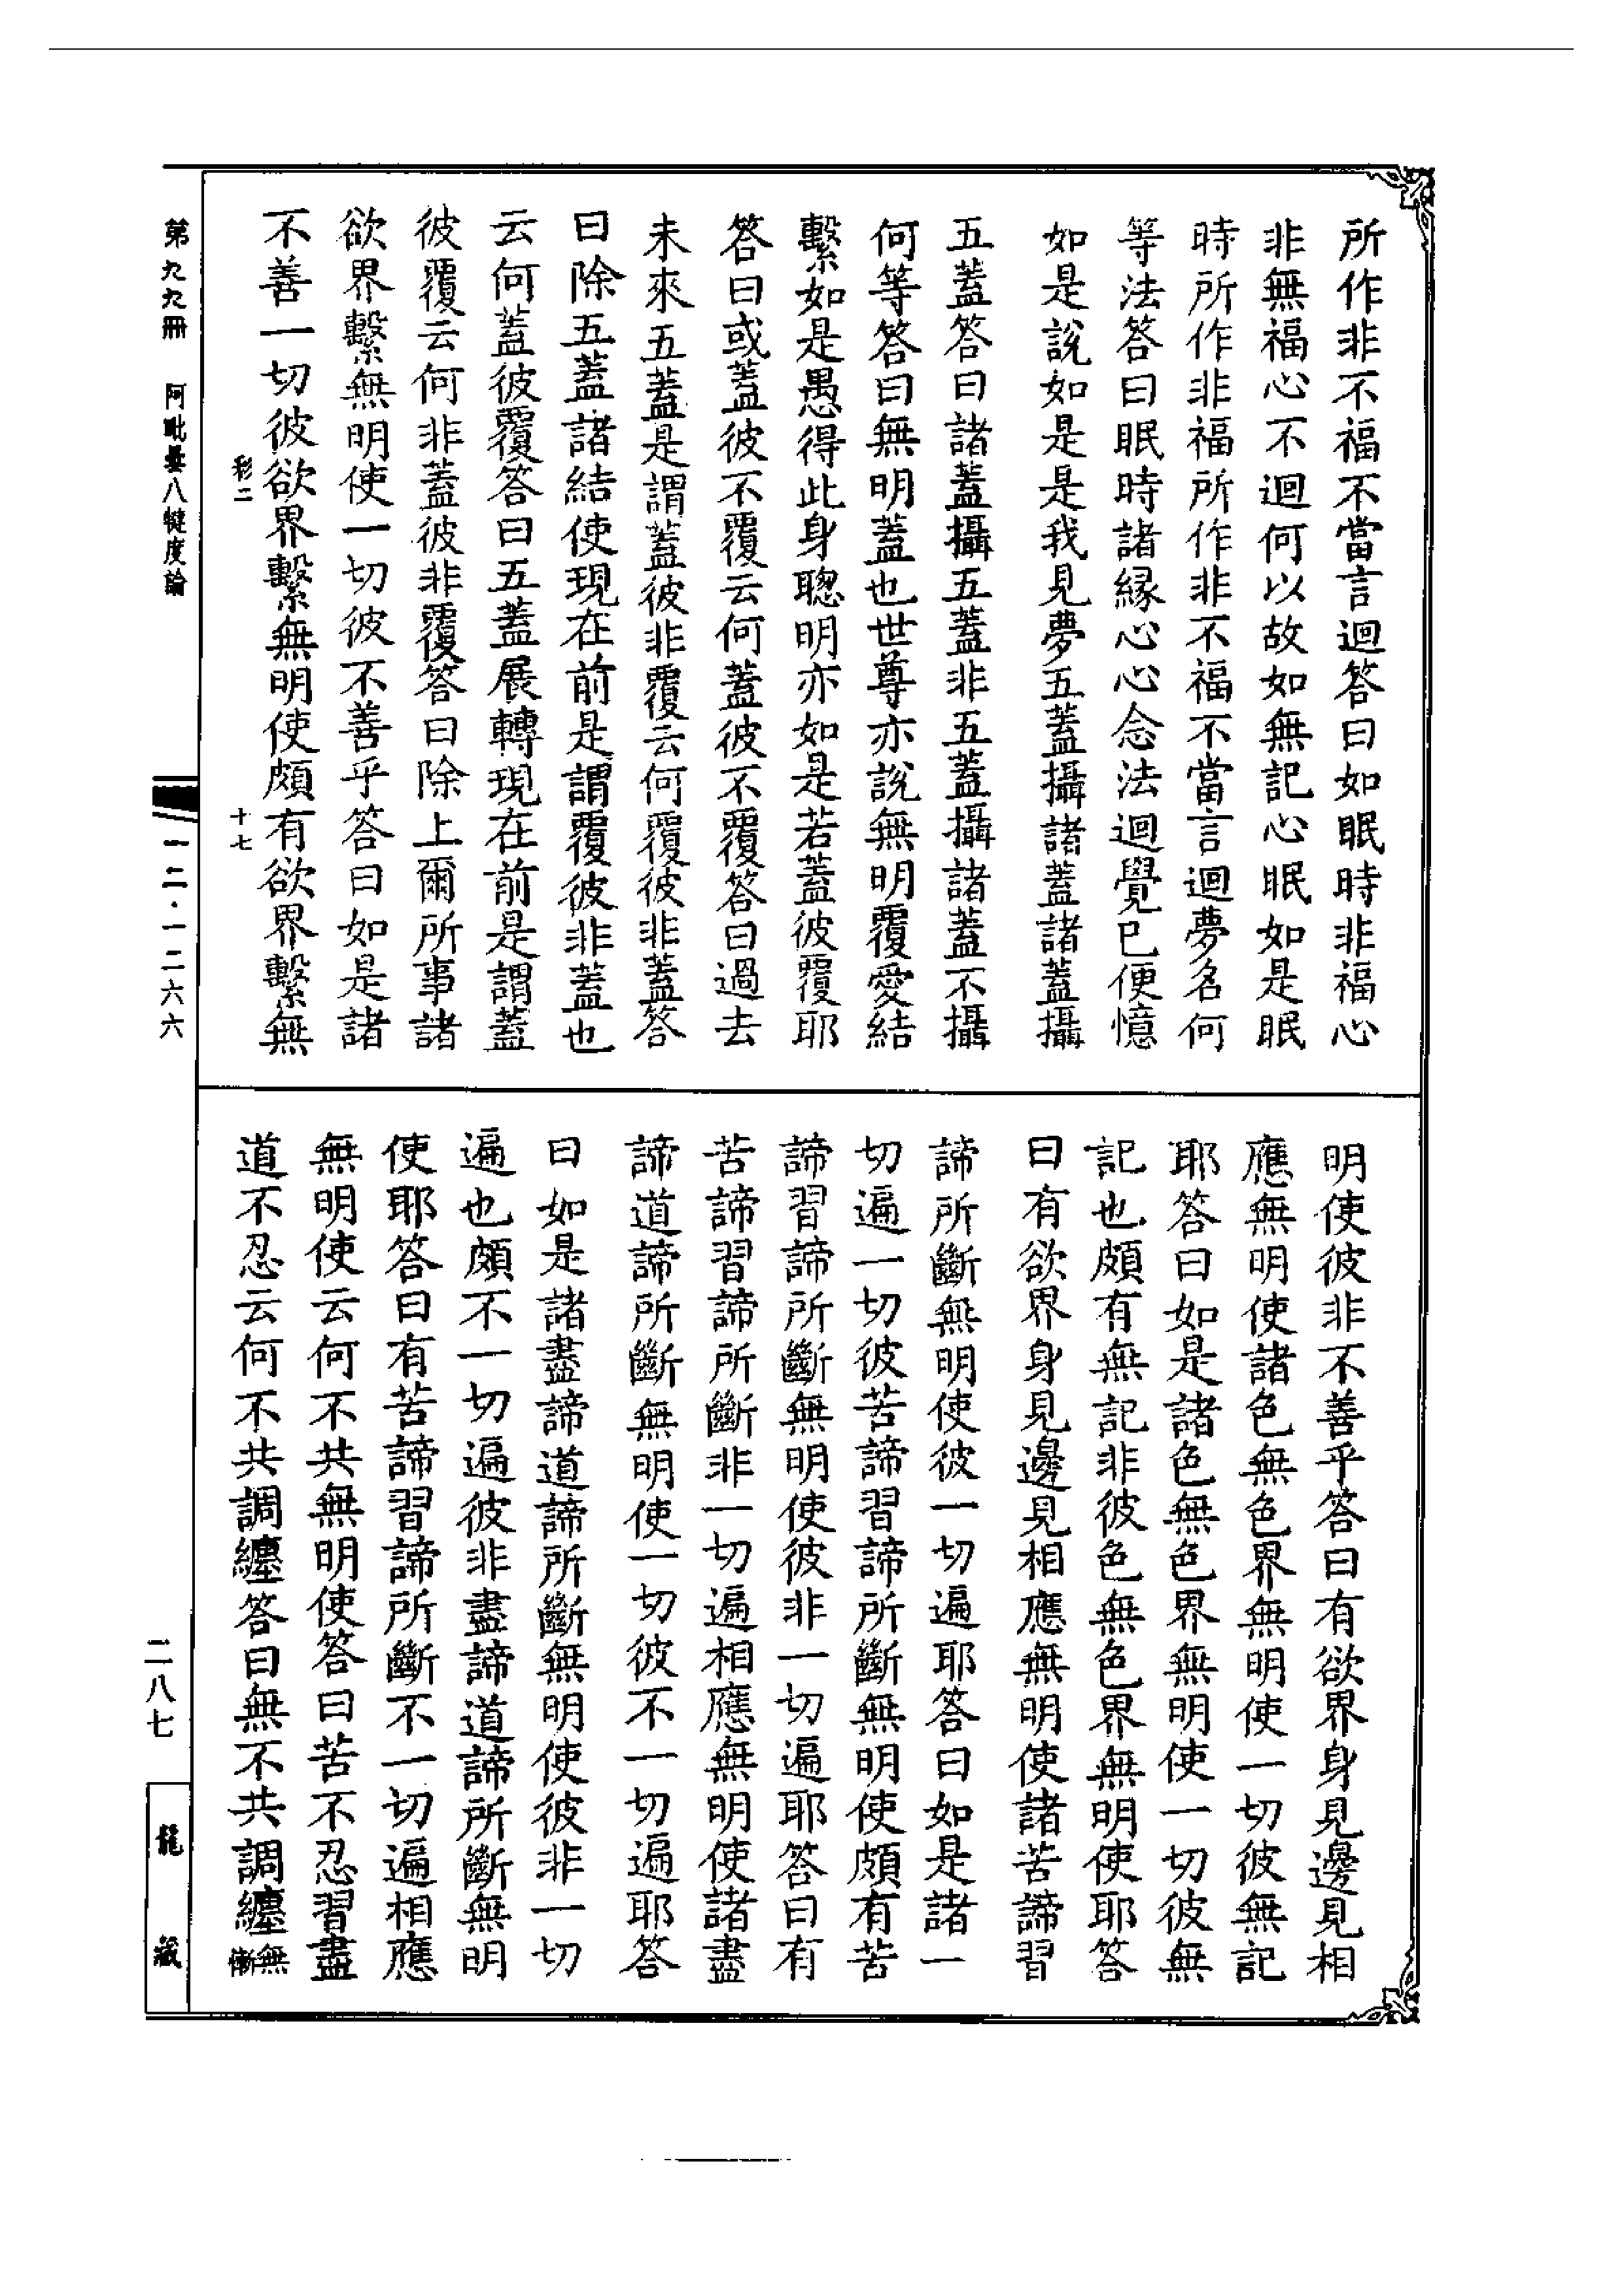 所作非不福不當言迴答曰如眠時非福心
非無福心不迴何以故如無記心眠如是眠
時所作非福所作非不福不當言迴夢名何
等法答曰眠時諸緣心心念法迴覺已便憶
如是說如是是我見夢五蓋攝諸蓋諸蓋攝
五蓋答曰諸蓋攝五蓋非五蓋攝諸蓋不攝
何等答曰無明蓋也世尊亦說無明覆愛結
繫如是愚得此身聰明亦如是若蓋彼覆耶
答曰或蓋彼不覆云何蓋彼不覆答曰過去
未來五蓋是謂蓋彼非覆云何覆彼非蓋答
曰除五蓋諸結使現在前是謂覆彼非蓋也
云何蓋彼覆答曰五蓋展轉現在前是謂蓋
彼覆云何非蓋彼非覆答曰除上爾所事諸
欲界繫無明使一切彼不善乎答曰如是諸
不善一切彼欲界繫無明使頗有欲界繫無
彩二 十七
明使彼非不善乎答曰有欲界身見邊見相
應無明使諸色無色界無明使一切彼無記
耶答曰如是諸色無色界無明使一切彼無
記也頗有無記非彼色無色界無明使耶答
曰有欲界身見邊見相應無明使諸苦諦習
諦所斷無明使彼一切遍耶答曰如是諸一
切遍一切彼苦諦習諦所斷無明使頗有苦
諦習諦所斷無明使彼非一切遍耶答曰有
苦諦習諦所斷非一切遍相應無明使諸盡
諦道諦所斷無明使一切彼不一切遍耶答
曰如是諸盡諦道諦所斷無明使彼非一切
遍也頗不一切遍彼非盡諦道諦所斷無明
使耶答曰有苦諦習諦所斷不一切遍相應
無明使云何不共無明使答曰苦不忍習盡
道不忍云何不共調纏答曰無不共調纏無
慚
第九九冊 阿毗曇八犍度論 一二·一二六六 二八七 龍藏